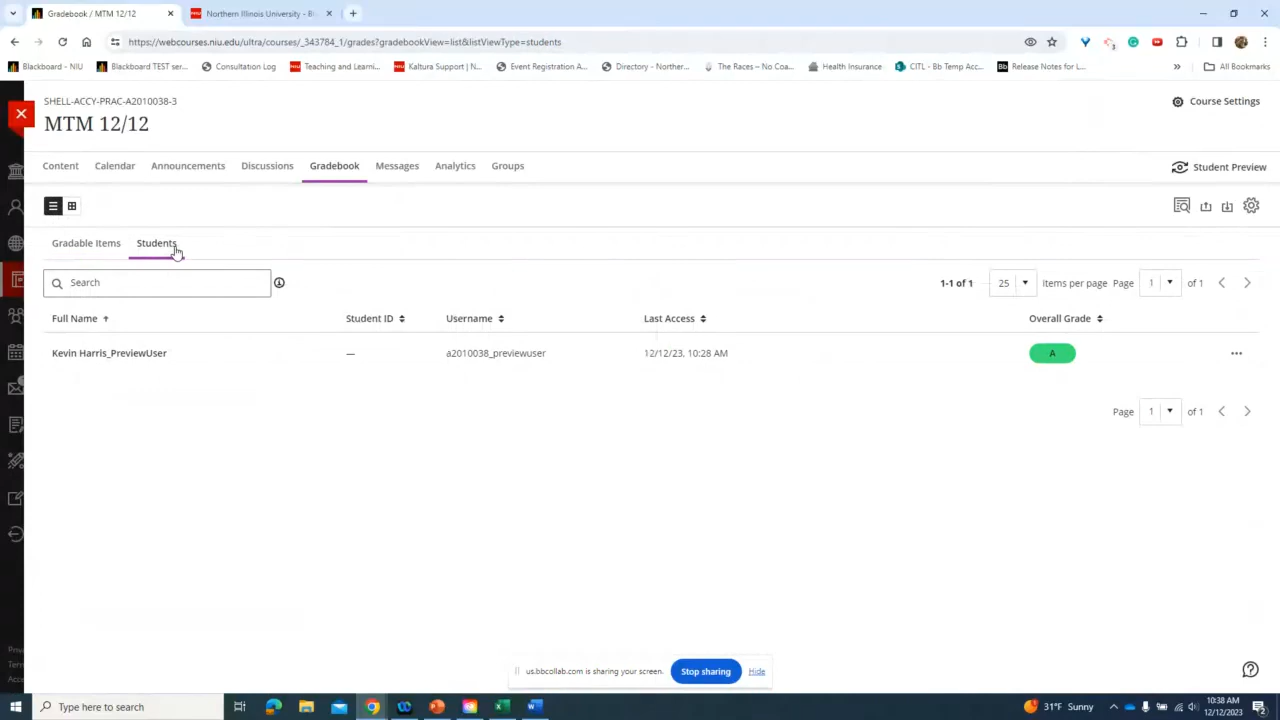 Gradebook / MTM 12/12
Northern Illinois University - B
https://webcourses.niu.edu/ultra/courses/_343784_1/grades?gradebookView=list&listViewType=students
Blackboard - NIU
Blackboard TEST ser...
Consultation Log
Teaching and Learni...
Kaltura Support | N...
Event Registration A...
Directory - Norther...
The Races – No Coa...
Health Insurance
CITL - Bb Temp Acc...
Release Notes for L...
All Bookmarks
SHELL-ACCY-PRAC-A2010038-3
MTM 12/12
Course Settings
Content
Calendar
Announcements
Discussions
Gradebook
Messages
Analytics
Groups
Student Preview
Gradable Items
Students
Search
1-1 of 1
25
Items per page
Page
1
of 1
Full Name
Student ID
Username
Last Access
Overall Grade
Kevin Harris_PreviewUser
—
a2010038_previewuser
12/12/23, 10:28 AM
A
Page
1
of 1
Priva
Term
Acce
us.bbcollab.com is sharing your screen.
Stop sharing
Hide
Type here to search
31°F Sunny
10:38 AM
12/12/2023
2